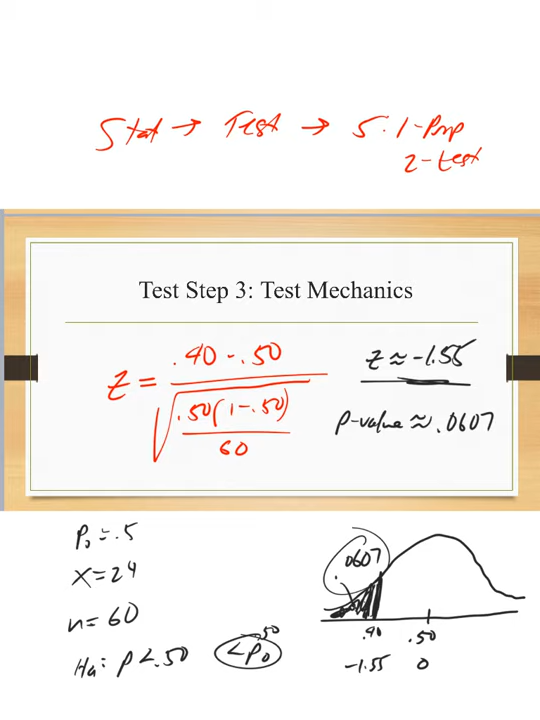 Stat → Test → 5: 1-Prop
Z-test
Test Step 3: Test Mechanics
Z = .40 - .50 / √ .50(1-.50) / 60
Z ≈ -1.55
P-value ≈ .0607
P₀ = .5
X = 24
n = 60
Ha: P < .50
<P₀ .50
.0607
.40 .50
-1.55 0